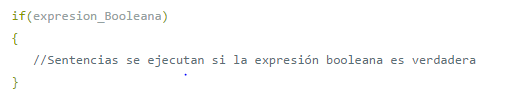 if(expresion_Booleana)
{
//Sentencias se ejecutan si la expresión booleana es verdadera
}